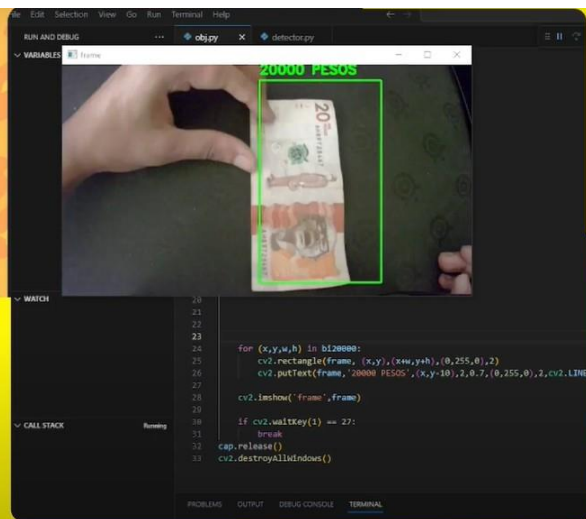 File Edit Selection View Go Run Terminal Help
RUN AND DEBUG ... obj.py × detector.py
VARIABLES
frame
20000 PESOS
20
WATCH
20
21
22
23
24 for (x,y,w,h) in bi20000:
25 cv2.rectangle(frame, (x,y),(x+w,y+h),(0,255,0),2)
26 cv2.putText(frame,'20000 PESOS',(x,y-10),2,0.7,(0,255,0),2,cv2.LINE
27
28 cv2.imshow('frame',frame)
29
30 if cv2.waitKey(1) == 27:
31 break
32 cap.release()
33 cv2.destroyAllWindows()
CALL STACK Running
PROBLEMS OUTPUT DEBUG CONSOLE TERMINAL